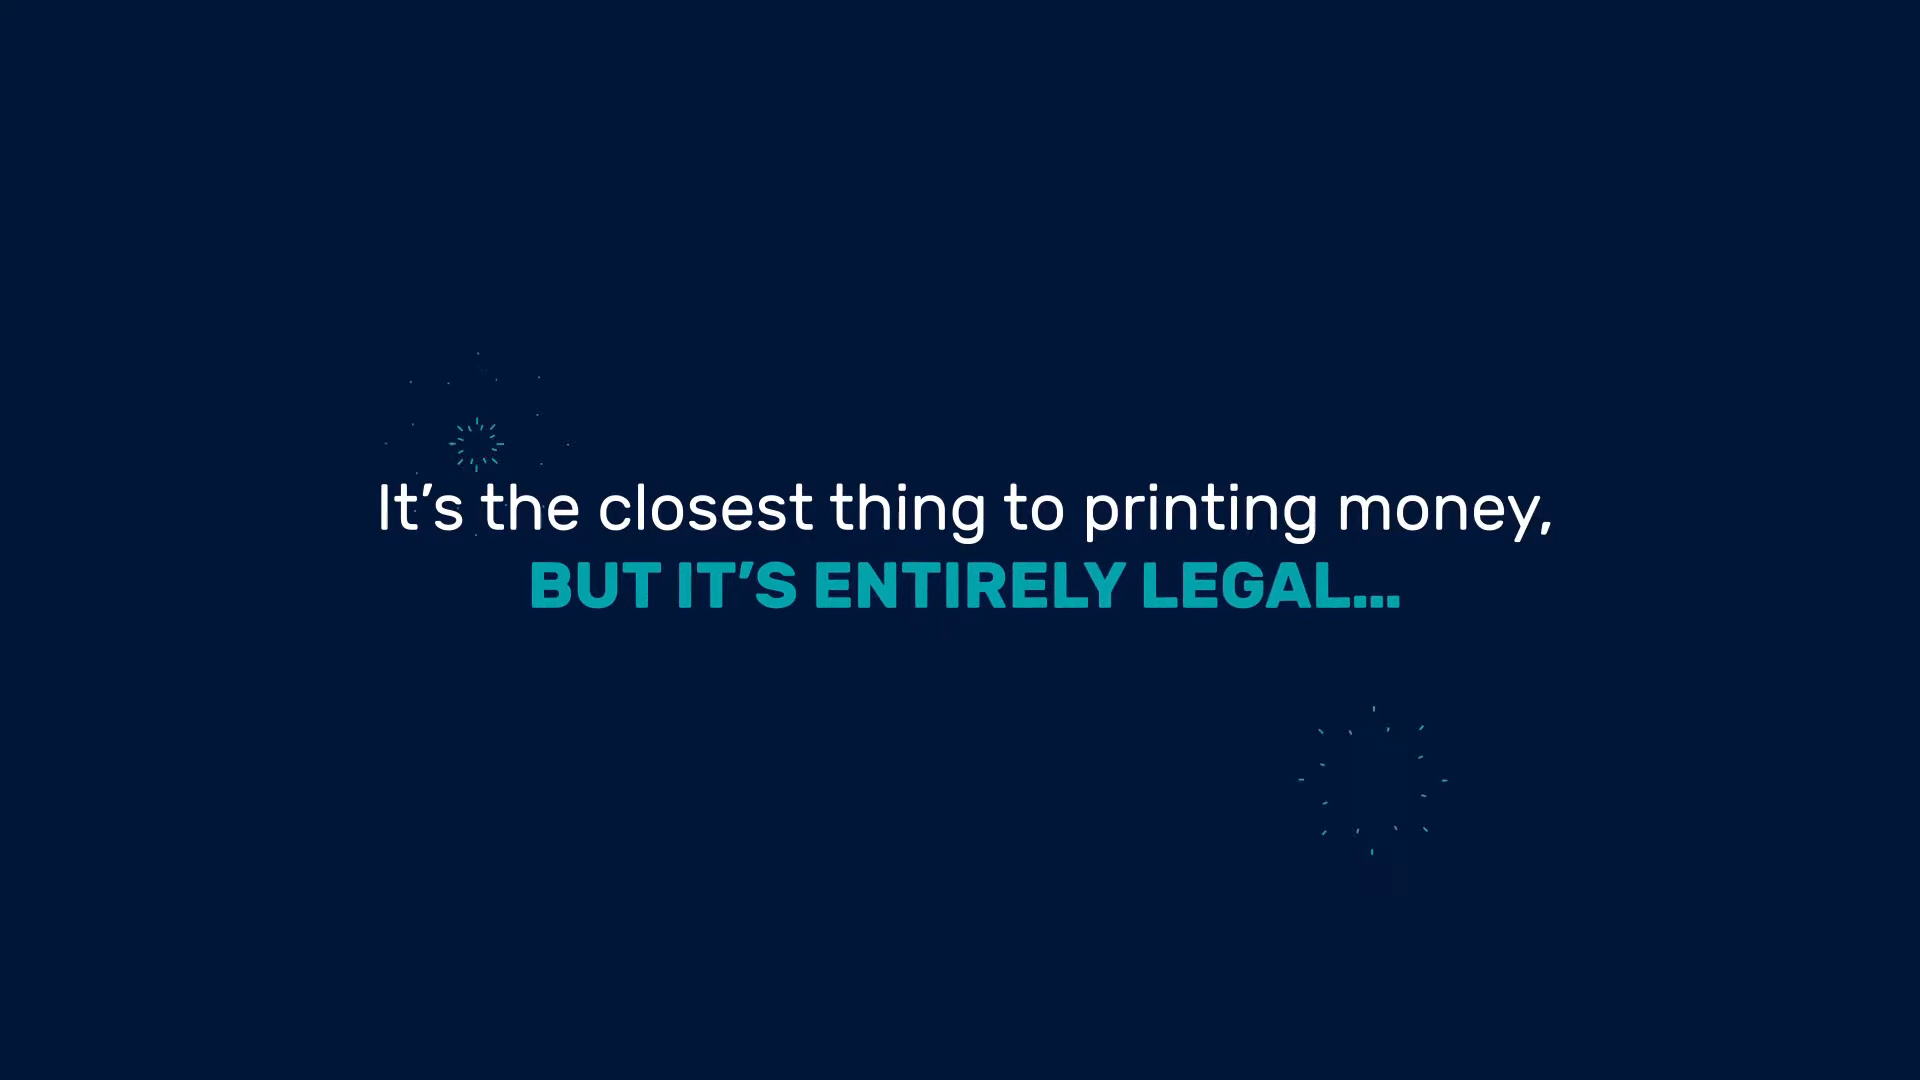 It’s the closest thing to printing money,
BUT IT’S ENTIRELY LEGAL...